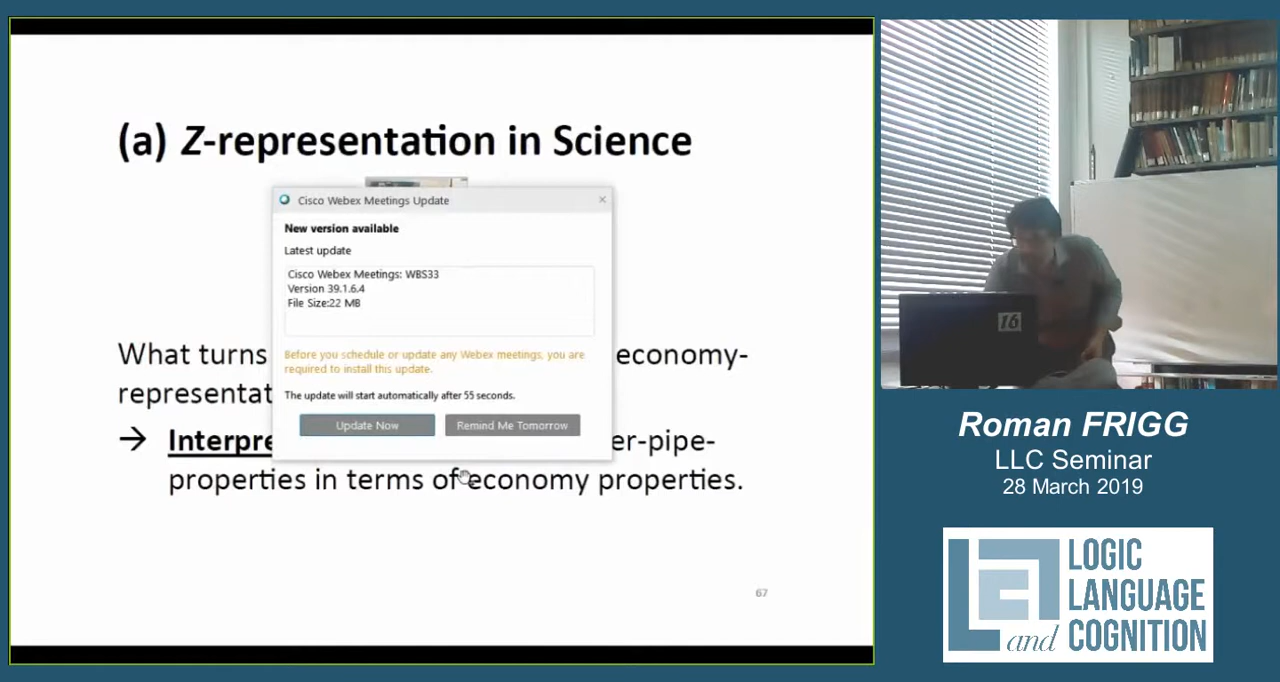 (a) Z-representation in Science
Cisco Webex Meetings Update
New version available
Latest update
Cisco Webex Meetings: WBS33
Version 39.1.6.4
File Size:22 MB
Before you schedule or update any Webex meetings, you are
required to install this update.
The update will start automatically after 55 seconds.
Update Now
Remind Me Tomorrow
What turns economy-
representat
→ Interpre er-pipe-
properties in terms of economy properties.
67
16
Roman FRIGG
LLC Seminar
28 March 2019
LOGIC
LANGUAGE
and COGNITION